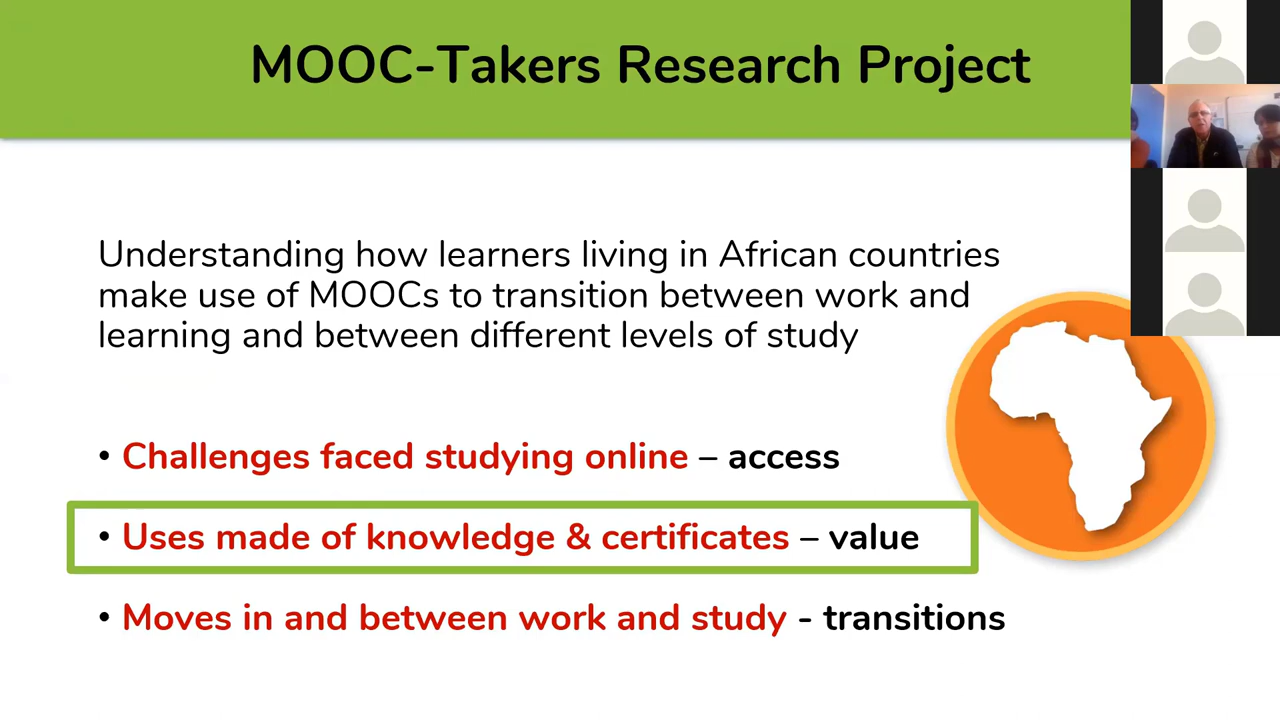 MOOC-Takers Research Project
Understanding how learners living in African countries
make use of MOOCs to transition between work and
learning and between different levels of study
• Challenges faced studying online – access
• Uses made of knowledge & certificates – value
• Moves in and between work and study - transitions